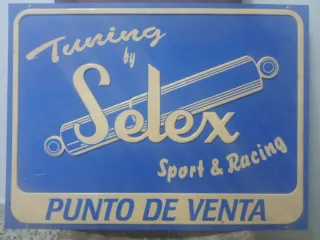 Tuning
by
Selex
Sport & Racing
PUNTO DE VENTA